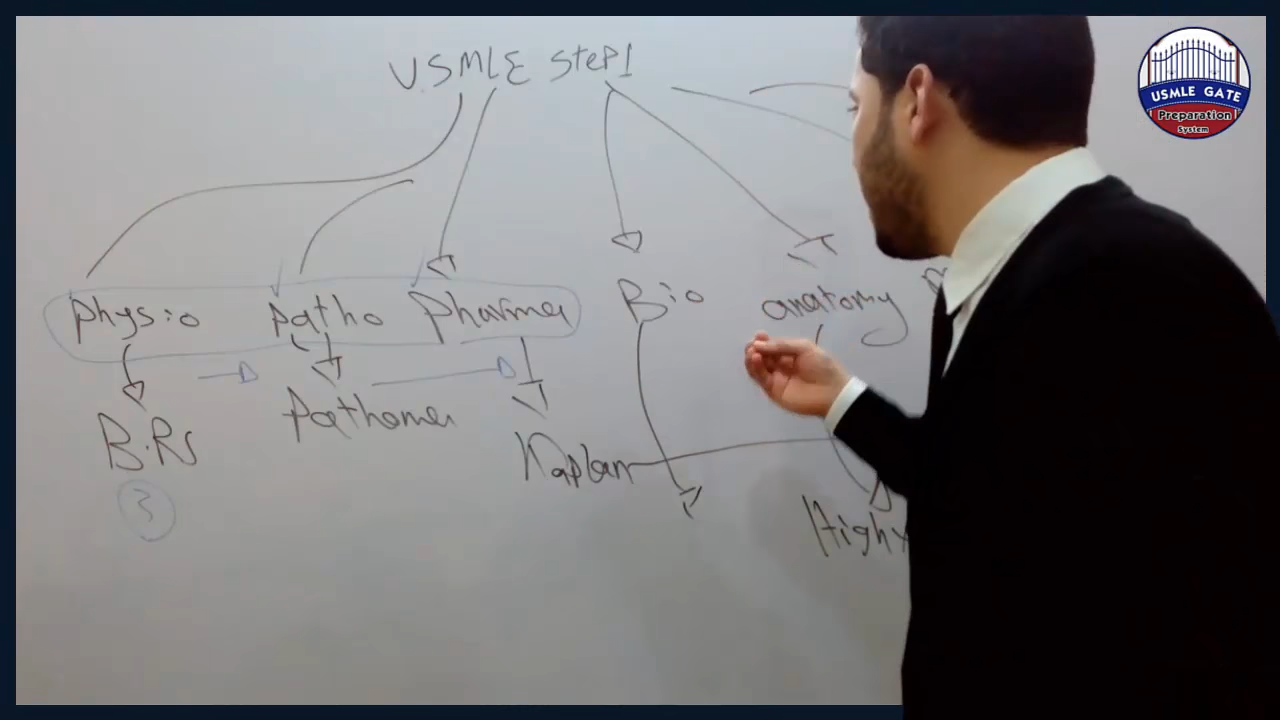 USMLE step1
physio patho pharma Bio anatomy
B.Rs pathoma Kaplan High
3
USMLE GATE
Preparation
System